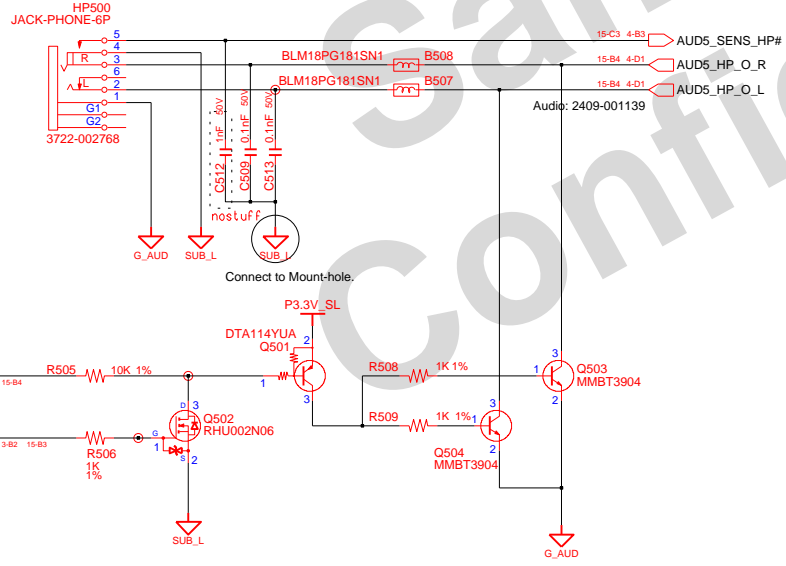 HP500
JACK-PHONE-6P
5
4
R
3
6
L
2
1
G1
G2
3722-002768
BLM18PG181SN1
B508
BLM18PG181SN1
B507
15-C3 4-B3
AUD5_SENS_HP#
15-B4 4-D1
AUD5_HP_O_R
15-B4 4-D1
AUD5_HP_O_L
Audio: 2409-001139
C512
1nF 50V
C509
0.1nF 50V
C513
0.1nF 50V
nostuff
G_AUD
SUB_L
SUB_L
Connect to Mount-hole.
P3.3V_SL
DTA114YUA
Q501
2
1
3
R505
10K 1%
15-B4
R508
1K 1%
R509
1K 1%
3
1
2
Q503
MMBT3904
3
1
2
Q504
MMBT3904
D
3
G
1
S
2
Q502
RHU002N06
3-B2 15-B3
R506
1K
1%
SUB_L
G_AUD
Confi